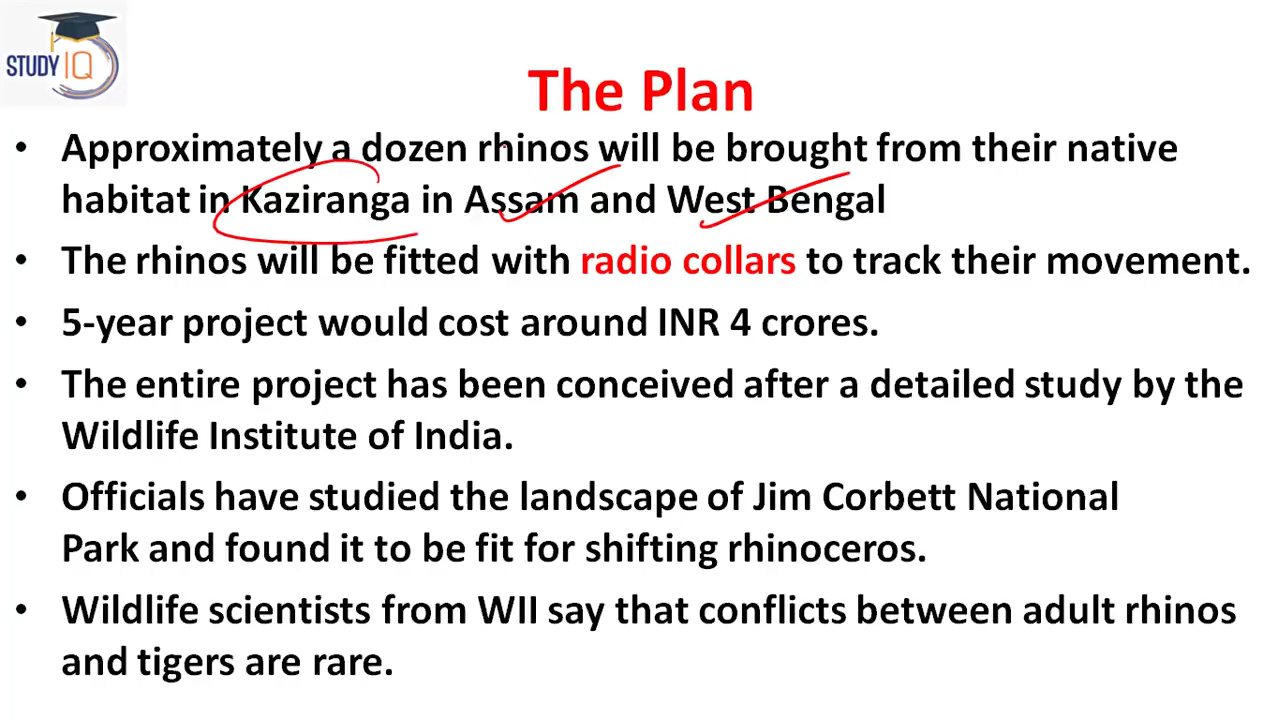 STUDY IQ
The Plan
• Approximately a dozen rhinos will be brought from their native
habitat in Kaziranga in Assam and West Bengal
• The rhinos will be fitted with radio collars to track their movement.
• 5-year project would cost around INR 4 crores.
• The entire project has been conceived after a detailed study by the
Wildlife Institute of India.
• Officials have studied the landscape of Jim Corbett National
Park and found it to be fit for shifting rhinoceros.
• Wildlife scientists from WII say that conflicts between adult rhinos
and tigers are rare.